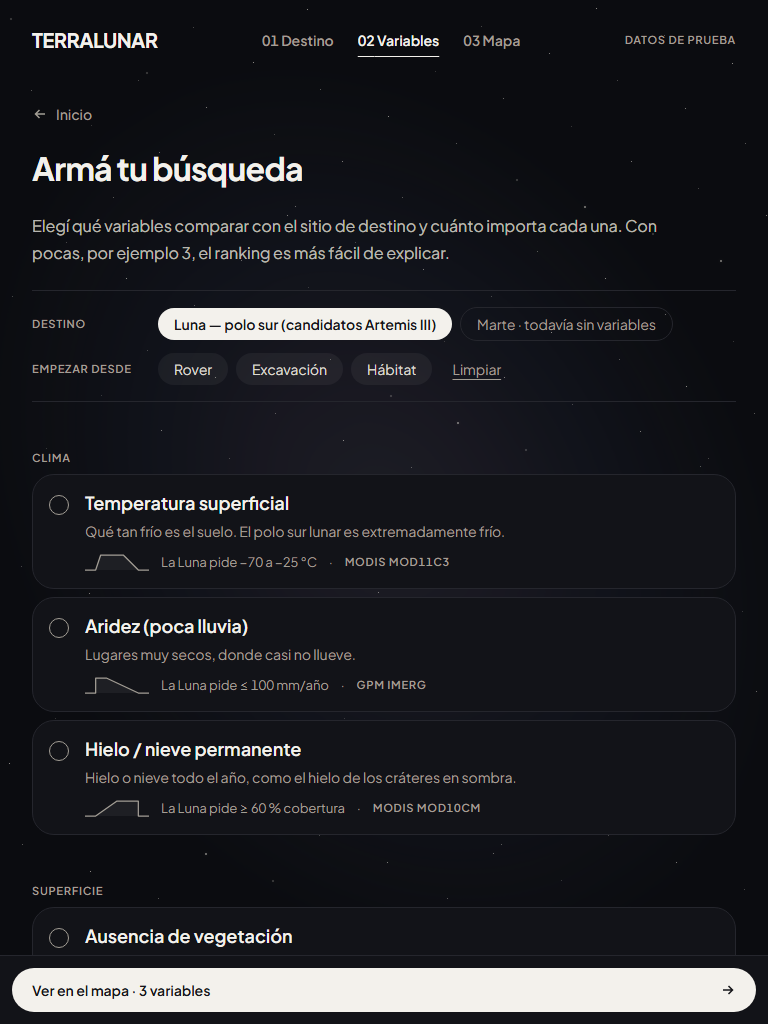 TERRALUNAR
01 Destino
02 Variables
03 Mapa
DATOS DE PRUEBA
← Inicio
Armá tu búsqueda
Elegí qué variables comparar con el sitio de destino y cuánto importa cada una. Con
pocas, por ejemplo 3, el ranking es más fácil de explicar.
DESTINO
Luna — polo sur (candidatos Artemis III)
Marte · todavía sin variables
EMPEZAR DESDE
Rover
Excavación
Hábitat
Limpiar
CLIMA
Temperatura superficial
Qué tan frío es el suelo. El polo sur lunar es extremadamente frío.
La Luna pide −70 a −25 °C · MODIS MOD11C3
Aridez (poca lluvia)
Lugares muy secos, donde casi no llueve.
La Luna pide ≤ 100 mm/año · GPM IMERG
Hielo / nieve permanente
Hielo o nieve todo el año, como el hielo de los cráteres en sombra.
La Luna pide ≥ 60 % cobertura · MODIS MOD10CM
SUPERFICIE
Ausencia de vegetación
Ver en el mapa · 3 variables →